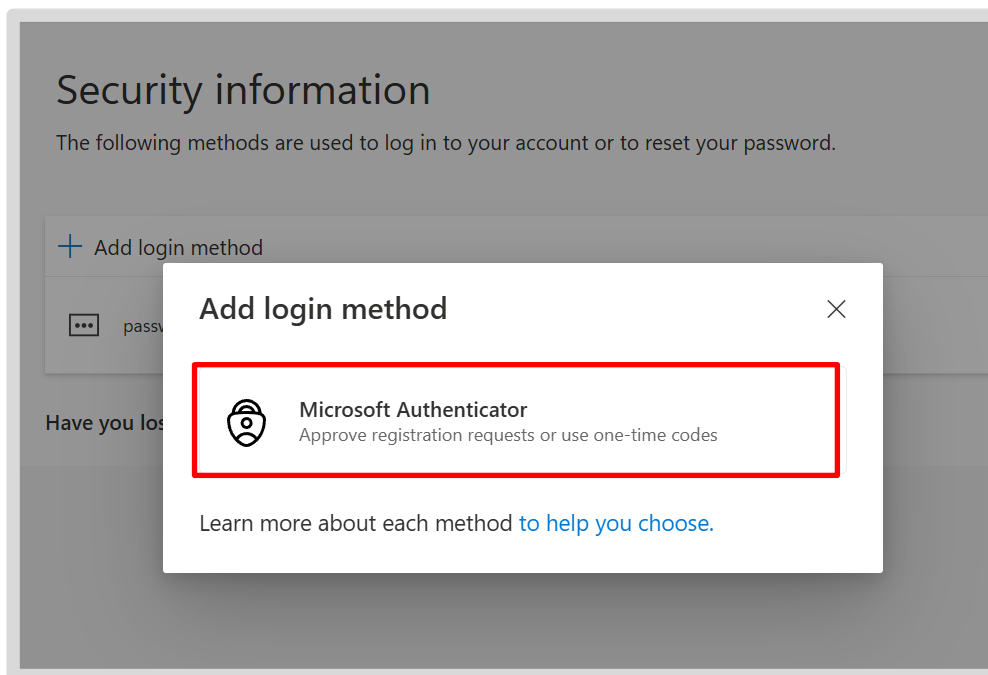 Security information
The following methods are used to log in to your account or to reset your password.
Add login method
Add login method
Microsoft Authenticator
Approve registration requests or use one-time codes
Have you
Learn more about each method to help you choose.